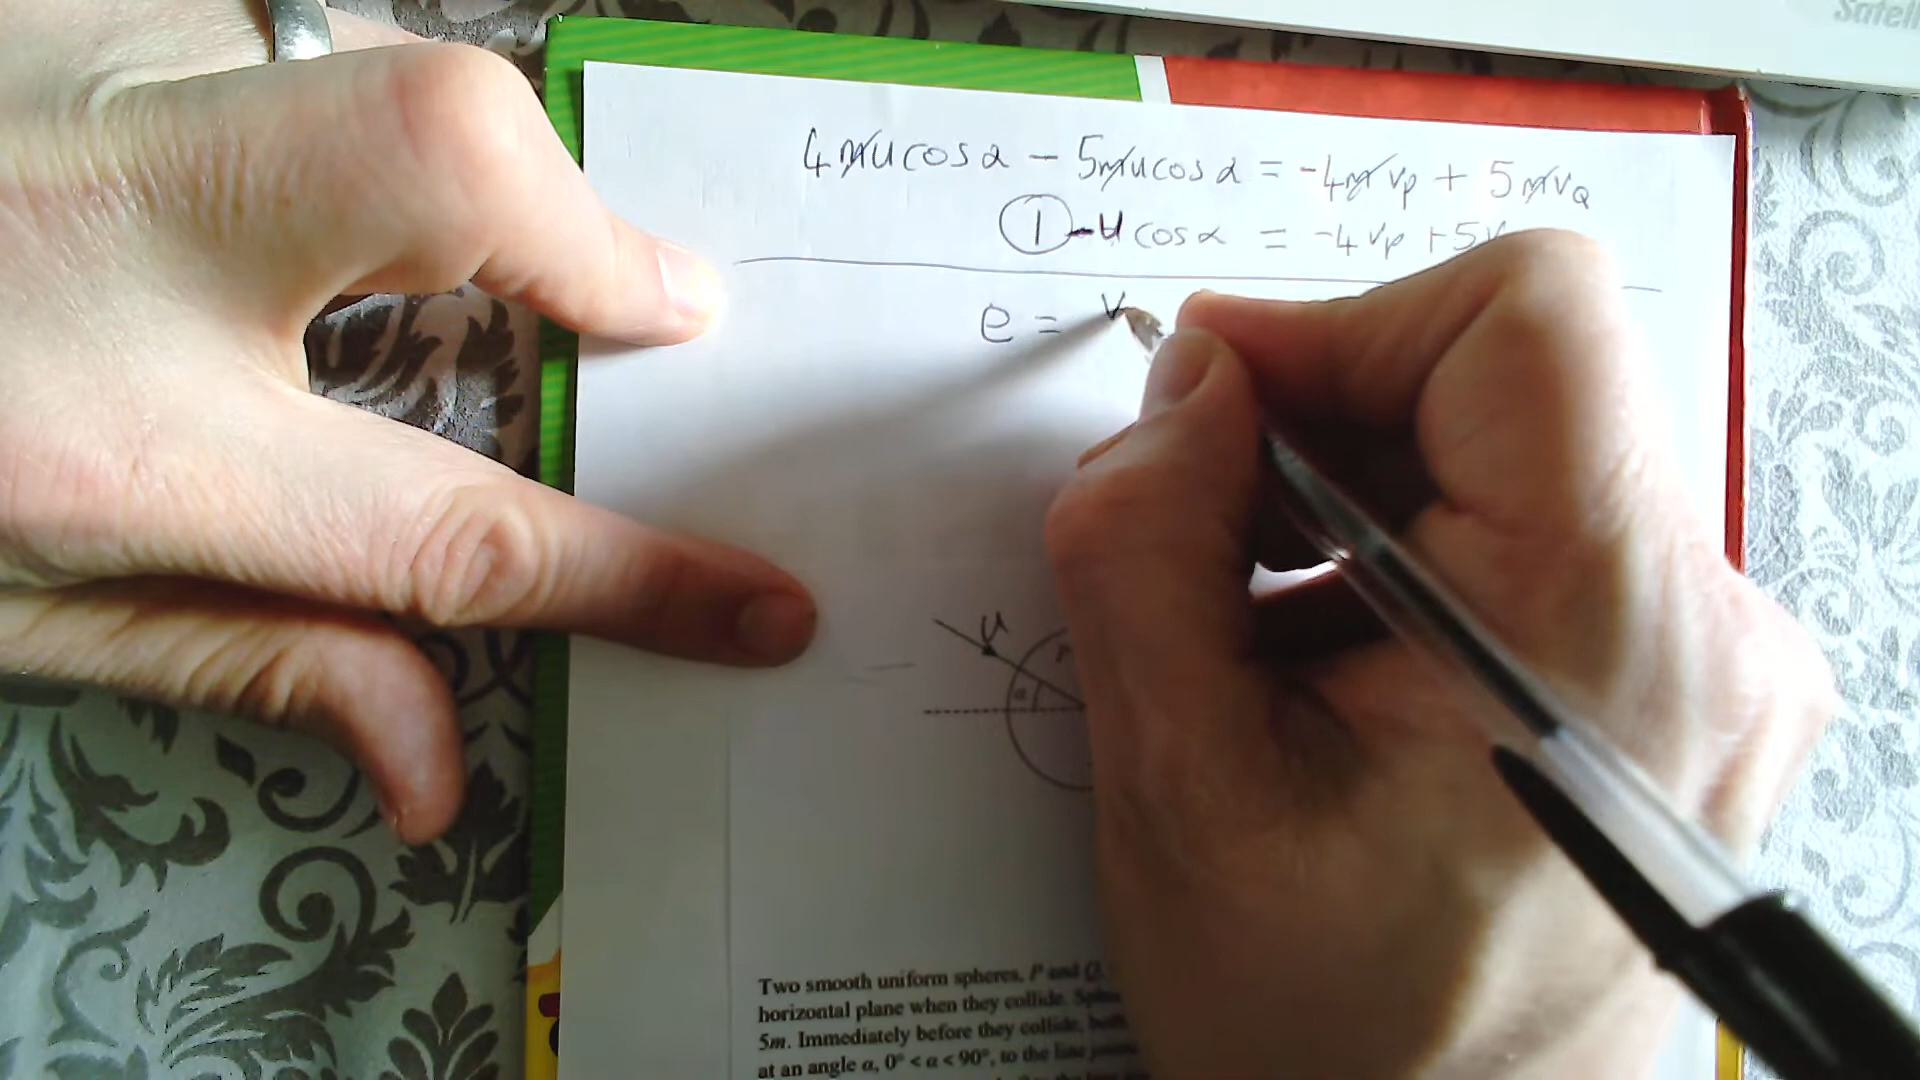 Satell
4mucosα - 5mucosα = -4mvp + 5mvQ
① -ucosα = -4vp + 5v
e = v
u
P
α
Two smooth uniform spheres, P and Q,
horizontal plane when they collide.
5m. Immediately before they collide, both
at an angle α, 0° < α < 90°, to the line